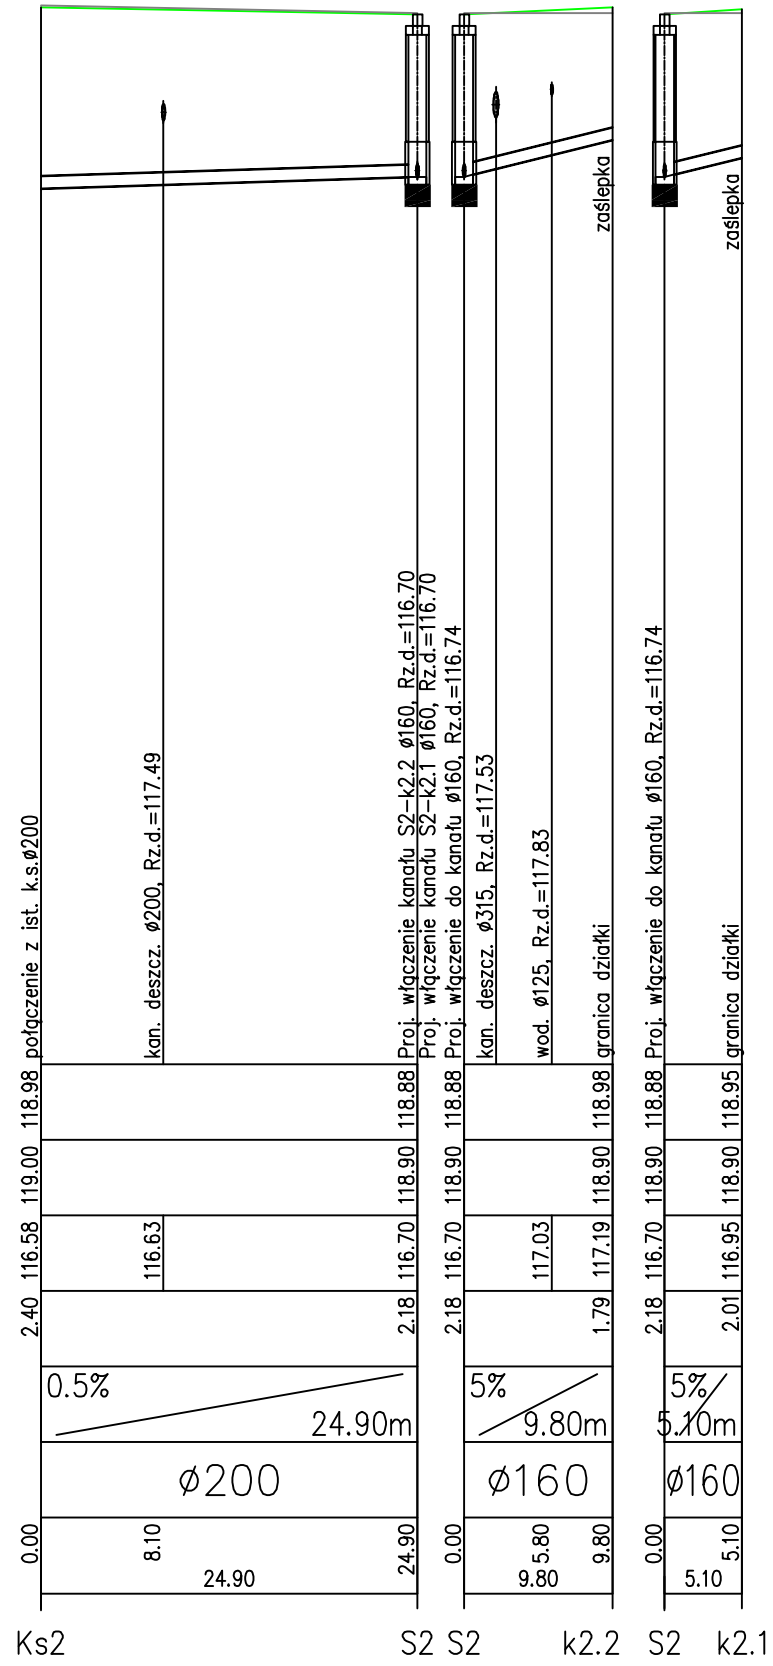 zaślepka
zaślepka
połączenie z ist. k.s.ø200
kan. deszcz. ø200, Rz.d.=117.49
Proj. włączenie kanału S2-k2.2 ø160, Rz.d.=116.70
Proj. włączenie kanału S2-k2.1 ø160, Rz.d.=116.70
Proj. włączenie do kanału ø160, Rz.d.=116.74
kan. deszcz. ø315, Rz.d.=117.53
wod. ø125, Rz.d.=117.83
granica działki
Proj. włączenie do kanału ø160, Rz.d.=116.74
granica działki
118.98 118.88 118.88 118.98 118.88 118.95
119.00 118.90 118.90 118.90 118.90 118.90
116.58 116.63 116.70 116.70 117.03 117.19 116.70 116.95
2.40 2.18 2.18 1.79 2.18 2.01
0.5% 5% 5%
24.90m 9.80m 5.10m
ø200 ø160 ø160
0.00 8.10 24.90 0.00 5.80 9.80 0.00 5.10
24.90 9.80 5.10
Ks2 S2 S2 k2.2 S2 k2.1